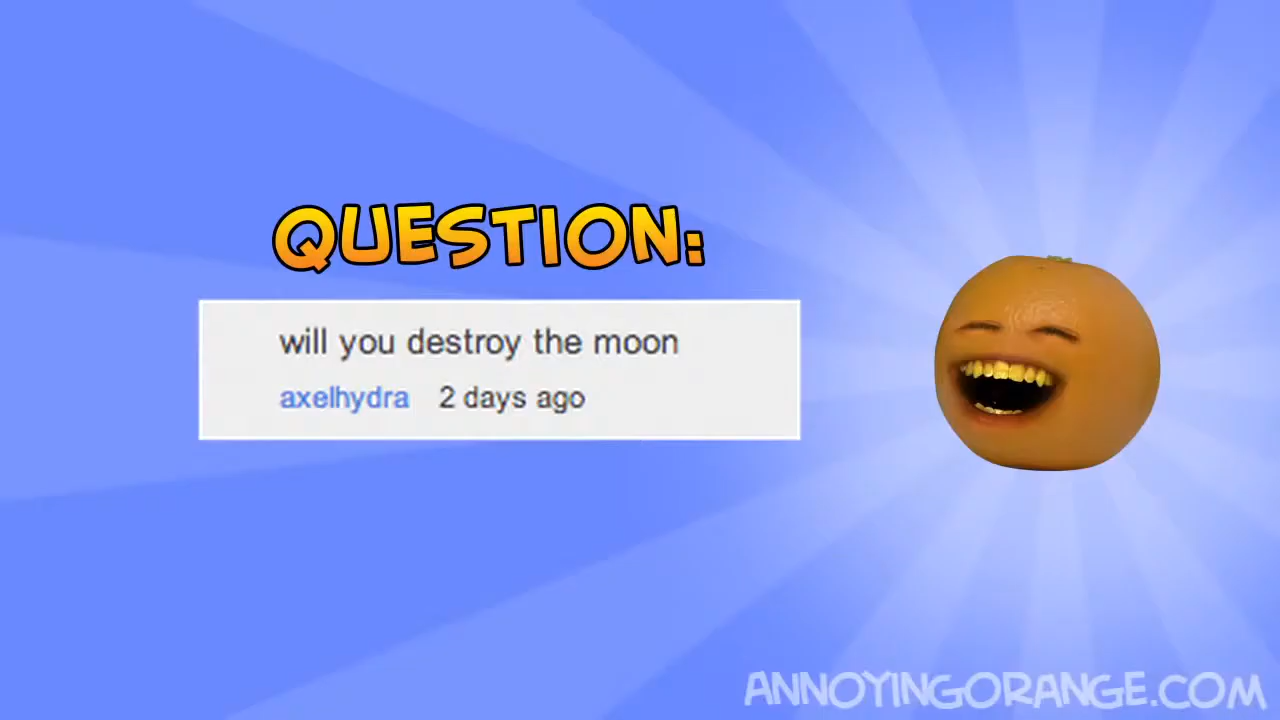 QUESTION:
will you destroy the moon
axelhydra 2 days ago
ANNOYINGORANGE.COM